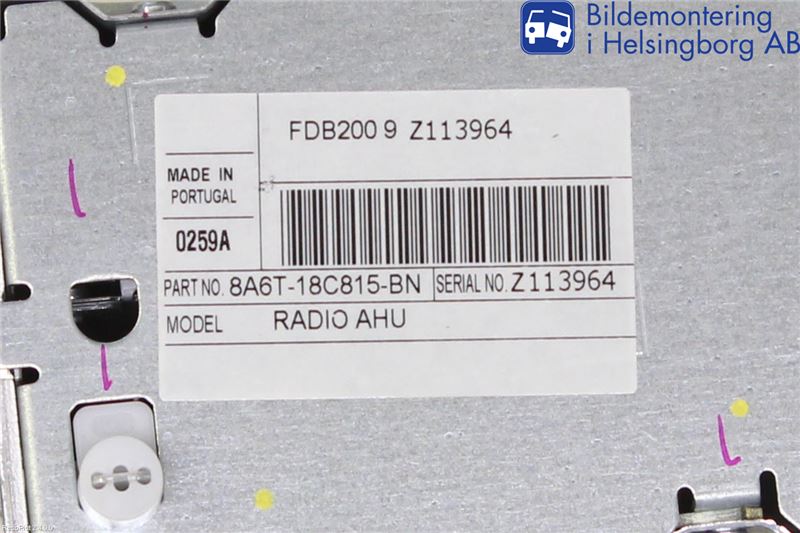 Bildemontering
i Helsingborg AB
FDB200 9 Z113964
MADE IN
PORTUGAL
0259A
PART NO. 8A6T-18C815-BN SERIAL NO. Z113964
MODEL RADIO AHU